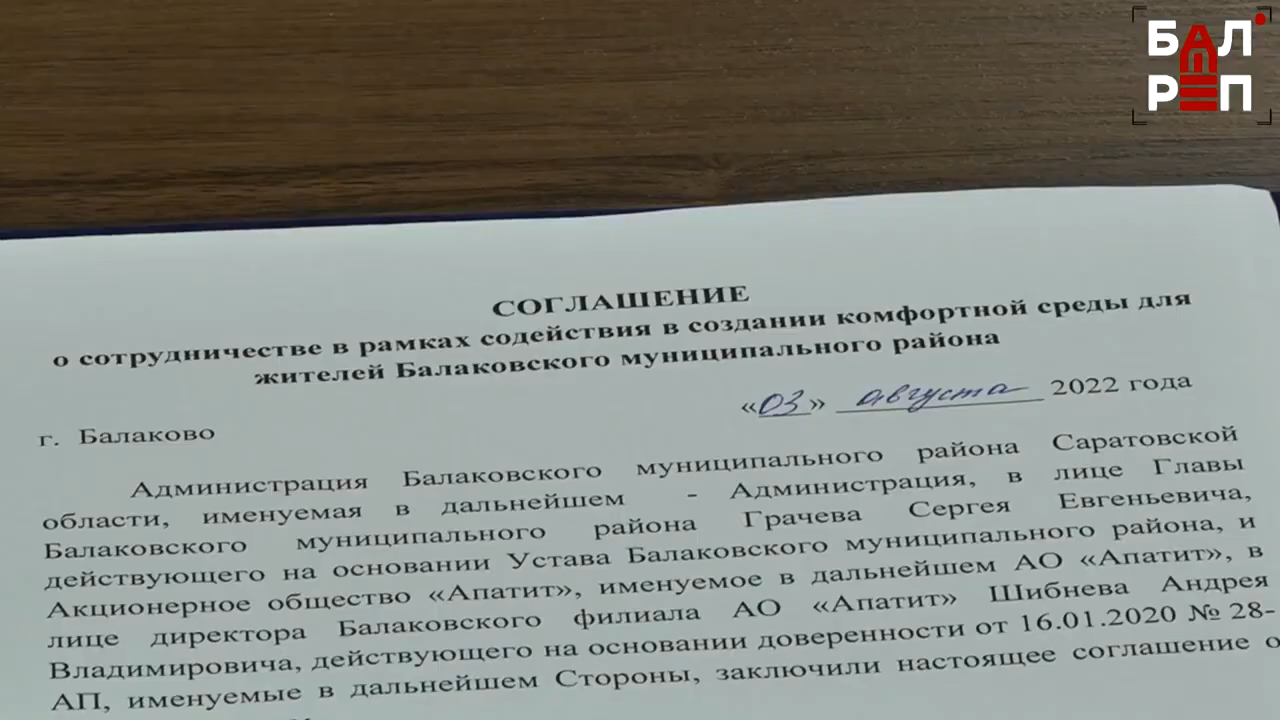 БАЛ
РЕП
СОГЛАШЕНИЕ
о сотрудничестве в рамках содействия в создании комфортной среды для
жителей Балаковского муниципального района
«03» августа 2022 года
г. Балаково
Администрация Балаковского муниципального района Саратовской
области, именуемая в дальнейшем - Администрация, в лице Главы
Балаковского муниципального района Грачева Сергея Евгеньевича,
действующего на основании Устава Балаковского муниципального района, и
Акционерное общество «Апатит», именуемое в дальнейшем АО «Апатит», в
лице директора Балаковского филиала АО «Апатит» Шибнева Андрея
Владимировича, действующего на основании доверенности от 16.01.2020 № 28-
АП, именуемые в дальнейшем Стороны, заключили настоящее соглашение о